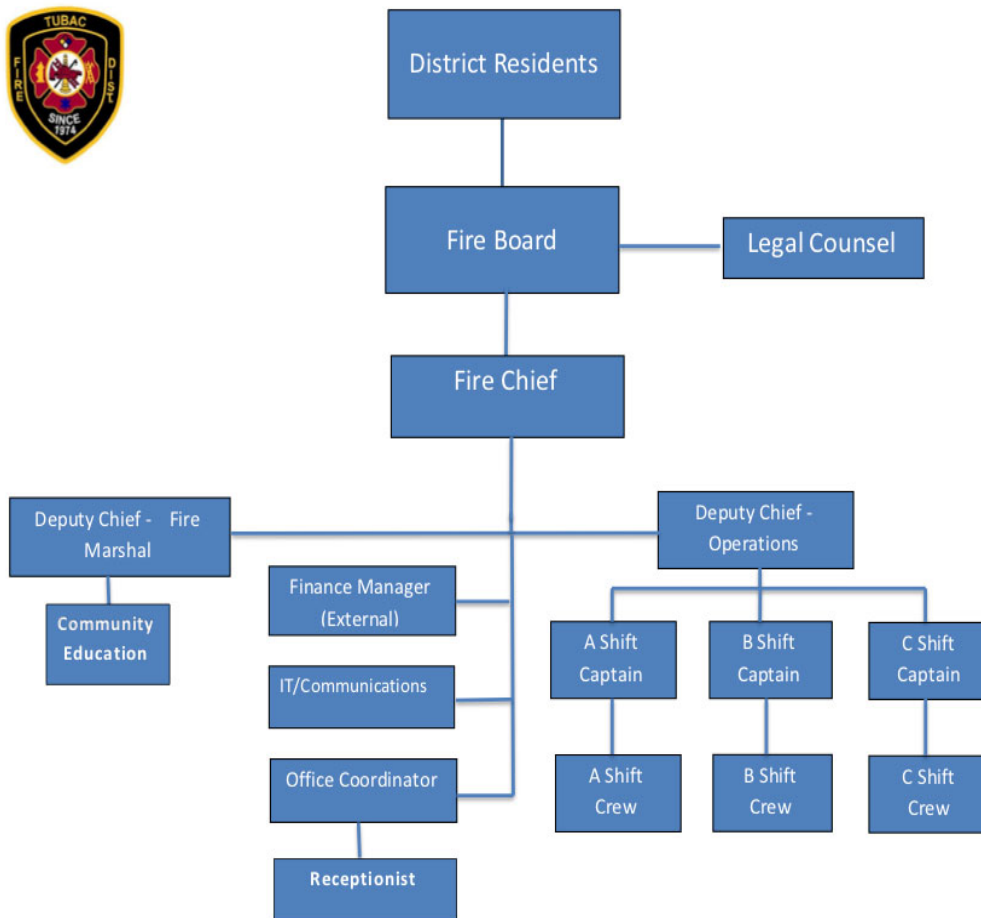 TUBAC
FIRE
DIST.
SINCE
1974
District Residents
Fire Board
Legal Counsel
Fire Chief
Deputy Chief - Fire
Marshal
Deputy Chief -
Operations
Community
Education
Finance Manager
(External)
IT/Communications
Office Coordinator
Receptionist
A Shift
Captain
B Shift
Captain
C Shift
Captain
A Shift
Crew
B Shift
Crew
C Shift
Crew